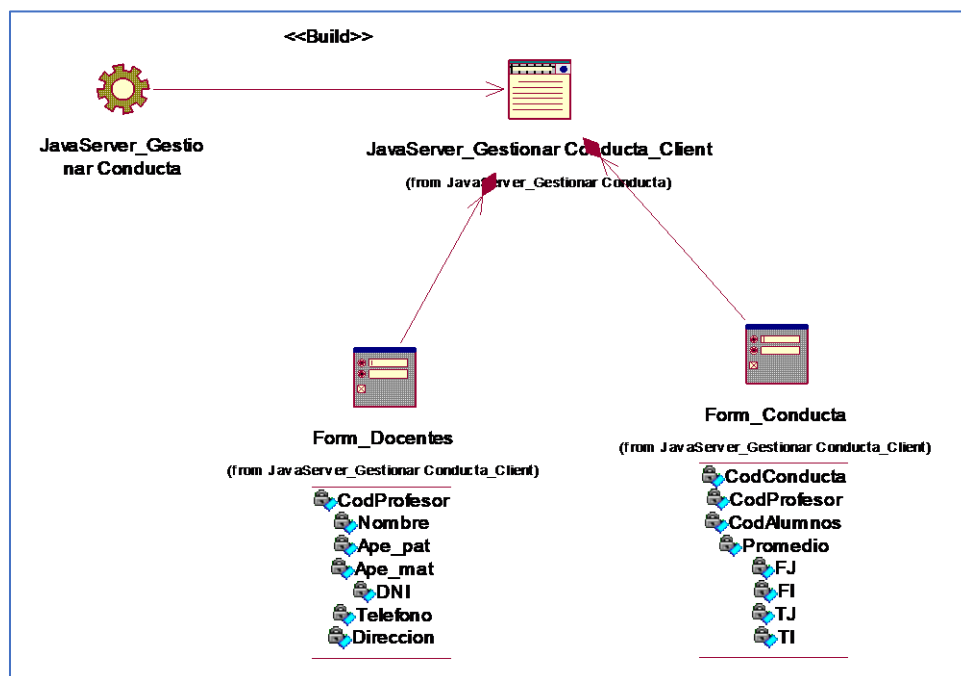 <<Build>>
JavaServer_Gestio
nar Conducta
JavaServer_Gestionar Conducta_Client
(from JavaServer_Gestionar Conducta)
Form_Docentes
(from JavaServer_Gestionar Conducta_Client)
CodProfesor
Nombre
Ape_pat
Ape_mat
DNI
Telefono
Direccion
Form_Conducta
(from JavaServer_Gestionar Conducta_Client)
CodConducta
CodProfesor
CodAlumnos
Promedio
FJ
FI
TJ
TI